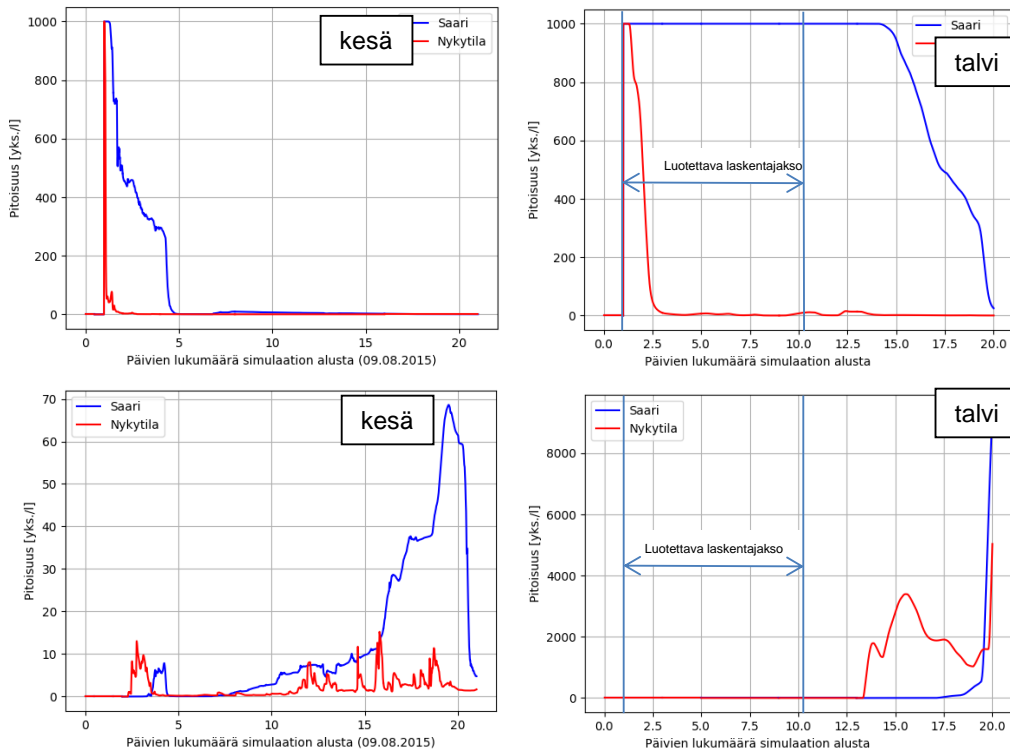 1000
800
600
400
200
0
Pitoisuus [yks./l]
Saari
Nykytila
kesä
0 5 10 15 20
Päivien lukumäärä simulaation alusta (09.08.2015)
1000
800
600
400
200
0
Pitoisuus [yks./l]
Saari
talvi
Luotettava laskentajakso
0.0 2.5 5.0 7.5 10.0 12.5 15.0 17.5 20.0
Päivien lukumäärä simulaation alusta
70
60
50
40
30
20
10
0
Pitoisuus [yks./l]
Saari
Nykytila
kesä
0 5 10 15 20
Päivien lukumäärä simulaation alusta (09.08.2015)
8000
6000
4000
2000
0
Pitoisuus [yks./l]
Saari
Nykytila
talvi
Luotettava laskentajakso
0.0 2.5 5.0 7.5 10.0 12.5 15.0 17.5 20.0
Päivien lukumäärä simulaation alusta